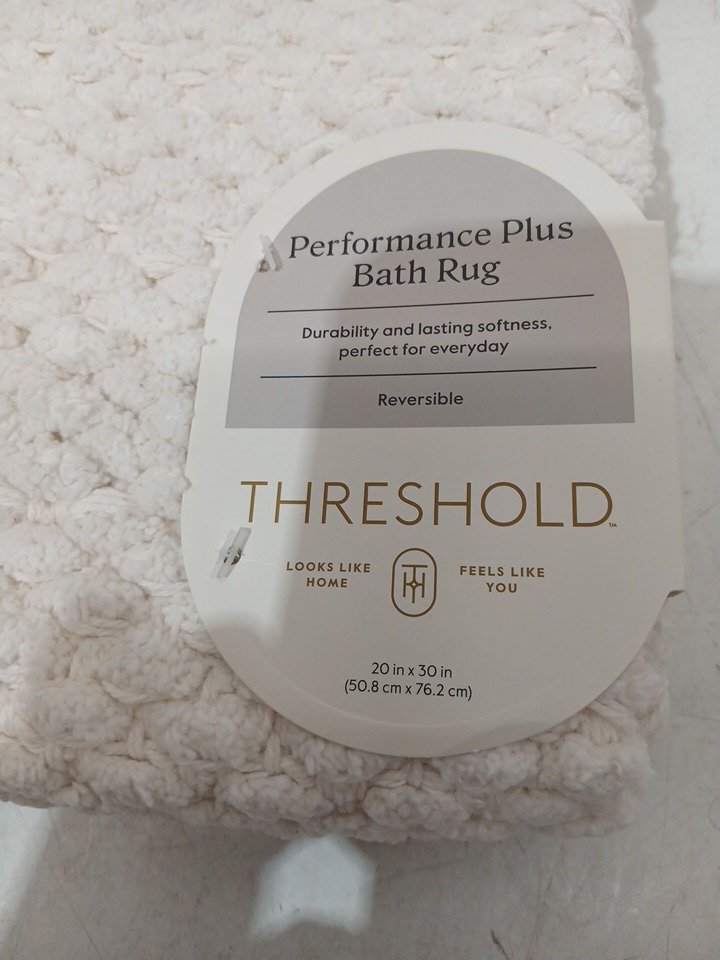 Performance Plus
Bath Rug
Durability and lasting softness,
perfect for everyday
Reversible
THRESHOLD™
LOOKS LIKE
HOME
TH
FEELS LIKE
YOU
20 in x 30 in
(50.8 cm x 76.2 cm)